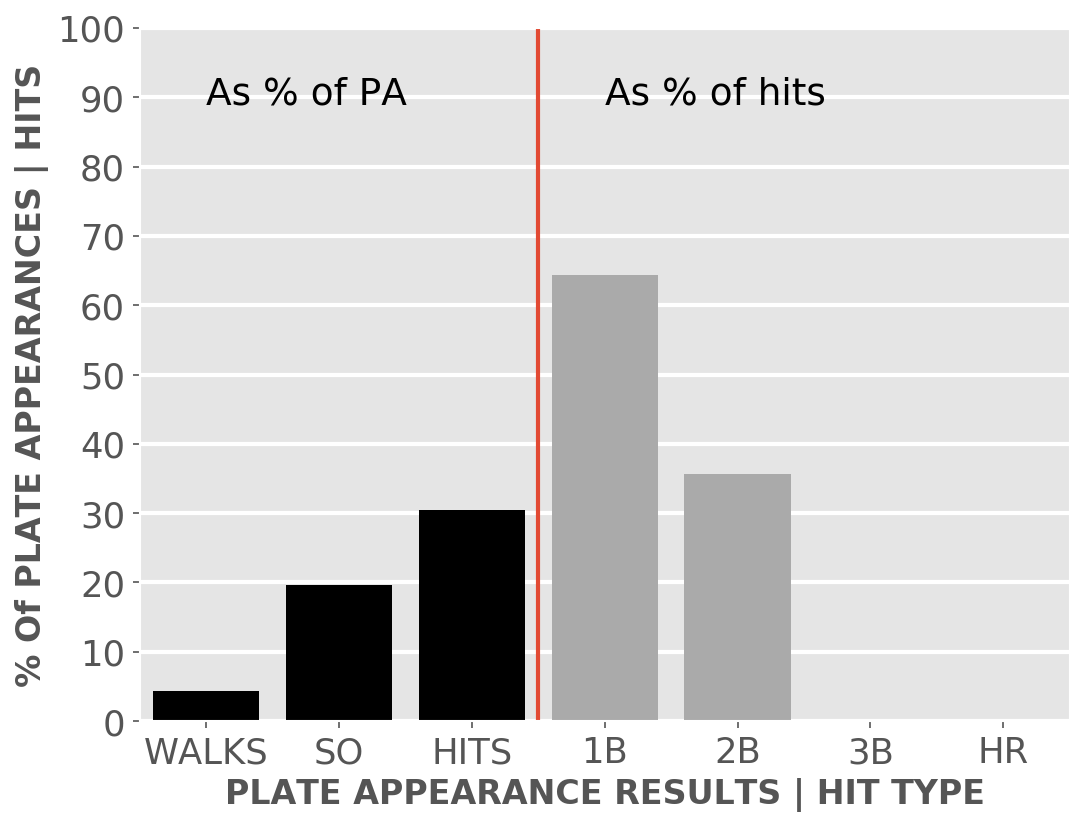 % Of PLATE APPEARANCES | HITS
100
90
80
70
60
50
40
30
20
10
0
As % of PA
As % of hits
WALKS SO HITS 1B 2B 3B HR
PLATE APPEARANCE RESULTS | HIT TYPE